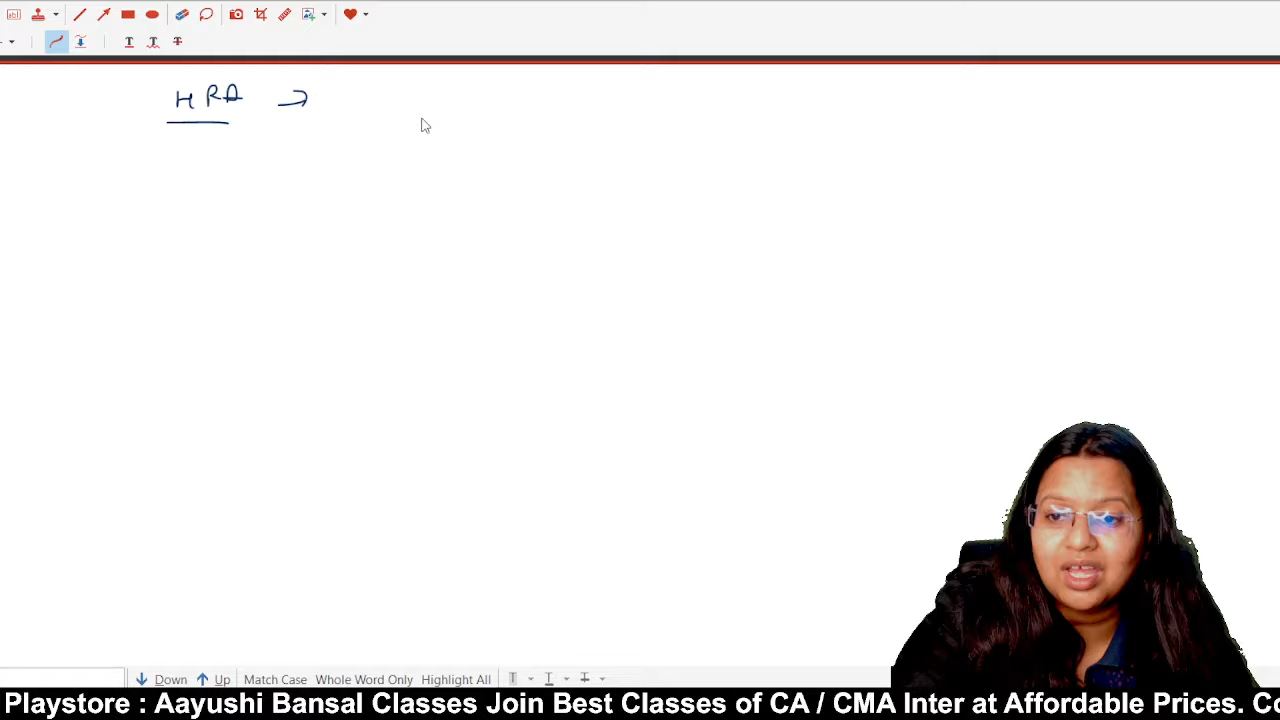 abl
T T T
HRA →
Down Up Match Case Whole Word Only Highlight All T T T
Playstore : Aayushi Bansal Classes Join Best Classes of CA / CMA Inter at Affordable Prices. Co